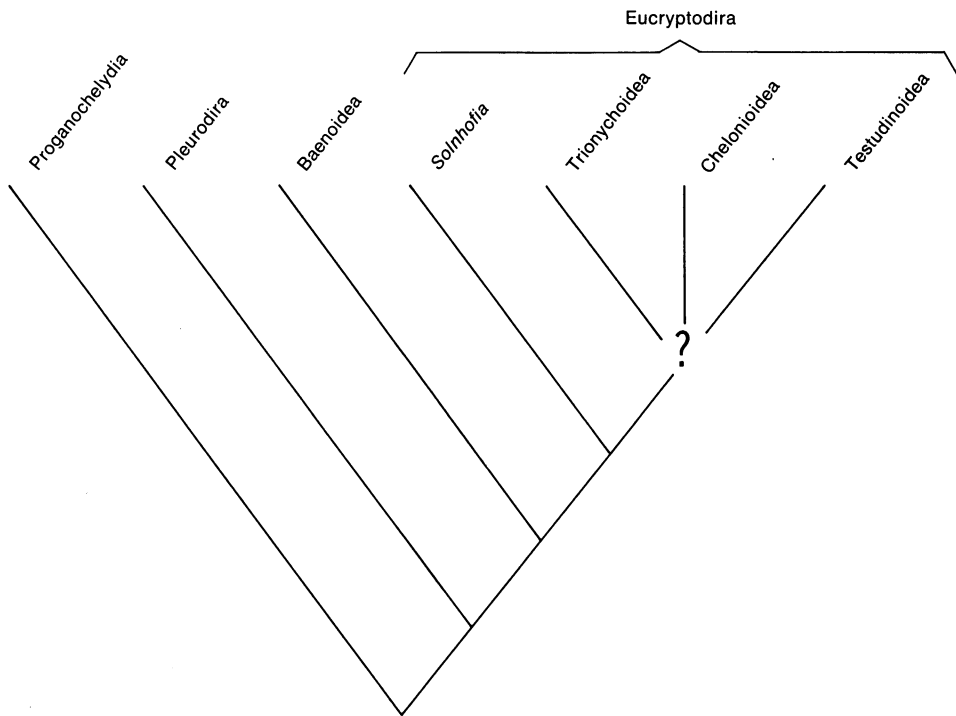 Eucryptodira
Proganochelydia
Pleurodira
Baenoidea
Solnhofia
Trionychoidea
Chelonioidea
Testudinoidea
?